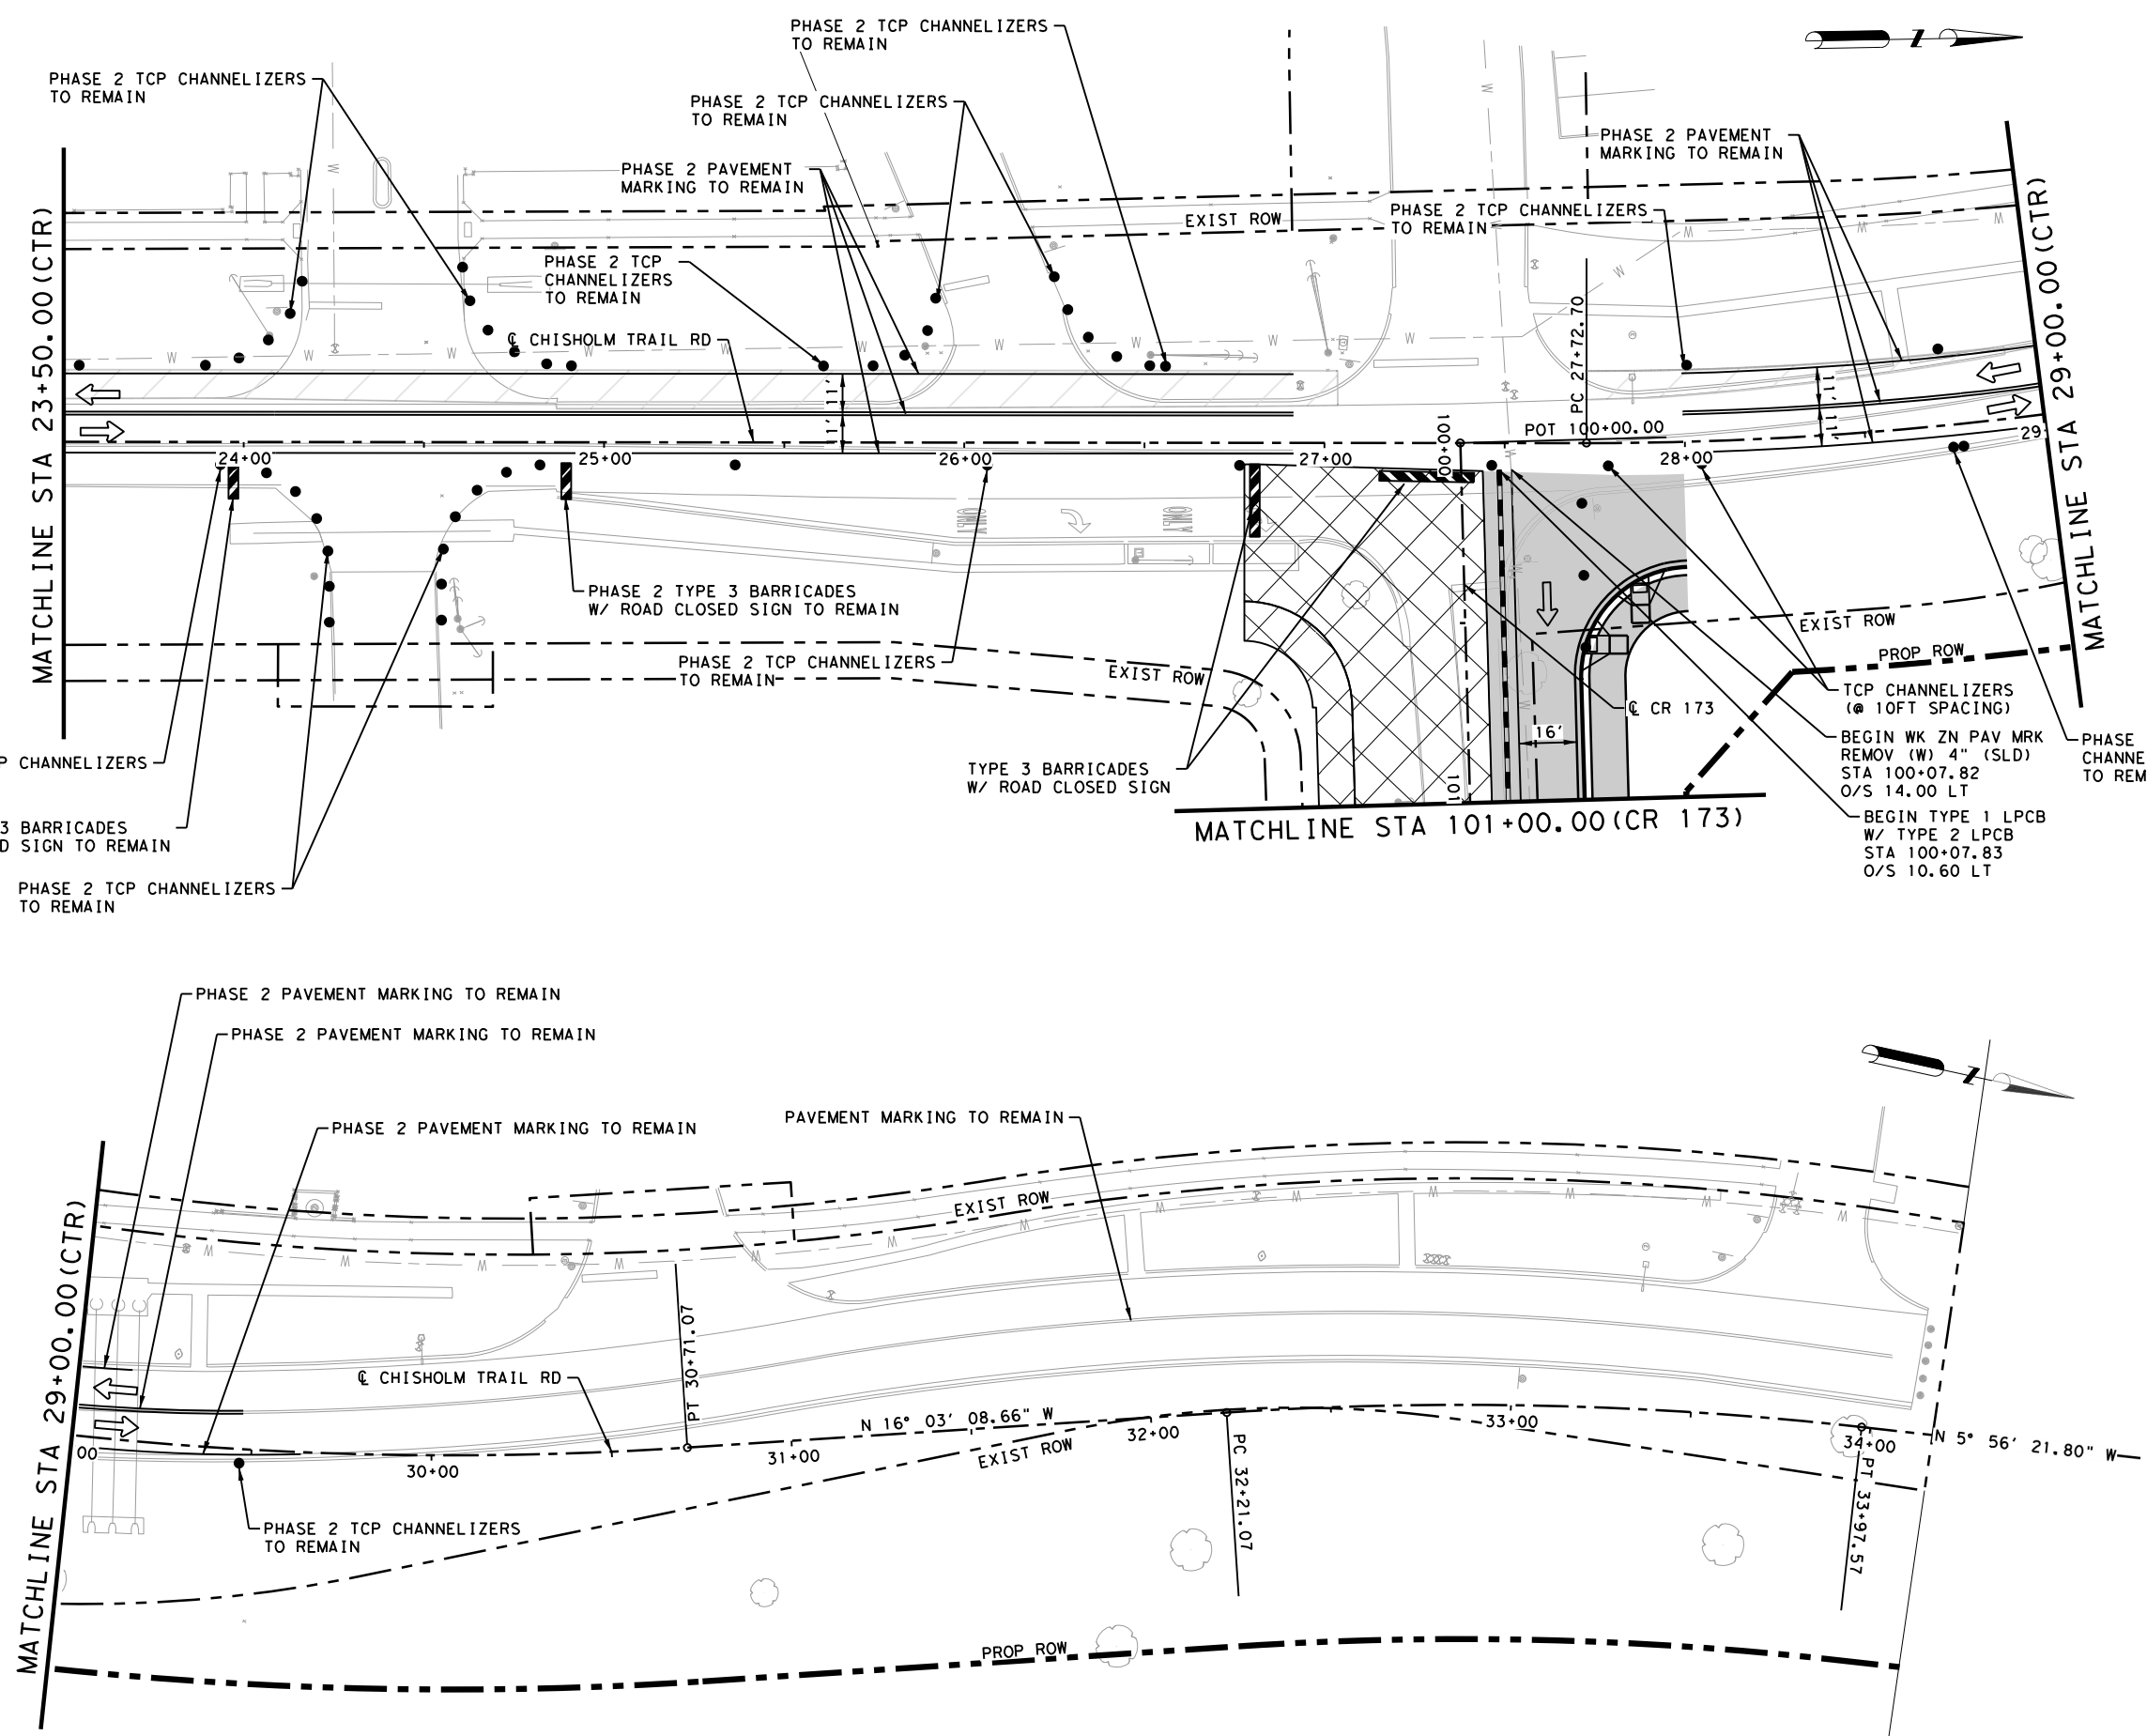 PHASE 2 TCP CHANNELIZERS
TO REMAIN
PHASE 2 TCP CHANNELIZERS
TO REMAIN
PHASE 2 TCP CHANNELIZERS
TO REMAIN
PHASE 2 PAVEMENT
MARKING TO REMAIN
PHASE 2 PAVEMENT
MARKING TO REMAIN
EXIST ROW
PHASE 2 TCP CHANNELIZERS
TO REMAIN
PHASE 2 TCP
CHANNELIZERS
TO REMAIN
℄ CHISHOLM TRAIL RD
MATCHLINE STA 23+50.00(CTR)
MATCHLINE STA 29+00.00(CTR)
PC 27+72.70
11'
11'
11'
11'
POT 100+00.00
100+00
24+00
25+00
26+00
27+00
28+00
29
W W W W W W W
ONLY
ONLY
PHASE 2 TYPE 3 BARRICADES
W/ ROAD CLOSED SIGN TO REMAIN
PHASE 2 TCP CHANNELIZERS
TO REMAIN
EXIST ROW
EXIST ROW
PROP ROW
℄ CR 173
16'
101
TCP CHANNELIZERS
(@ 10FT SPACING)
BEGIN WK ZN PAV MRK
REMOV (W) 4" (SLD)
STA 100+07.82
O/S 14.00 LT
PHASE
CHANNE
TO REM
BEGIN TYPE 1 LPCB
W/ TYPE 2 LPCB
STA 100+07.83
O/S 10.60 LT
TYPE 3 BARRICADES
W/ ROAD CLOSED SIGN
MATCHLINE STA 101+00.00(CR 173)
P CHANNELIZERS
3 BARRICADES
D SIGN TO REMAIN
PHASE 2 TCP CHANNELIZERS
TO REMAIN
Z
PHASE 2 PAVEMENT MARKING TO REMAIN
PHASE 2 PAVEMENT MARKING TO REMAIN
PHASE 2 PAVEMENT MARKING TO REMAIN
PAVEMENT MARKING TO REMAIN
Z
MATCHLINE STA 29+00.00(CTR)
EXIST ROW
W W W W W W W W W W W W
PT 30+71.07
℄ CHISHOLM TRAIL RD
N 16° 03' 08.66" W
EXIST ROW
00
30+00
31+00
32+00
33+00
34+00
N 5° 56' 21.80" W
PC 32+21.07
PT 33+97.57
PHASE 2 TCP CHANNELIZERS
TO REMAIN
PROP ROW